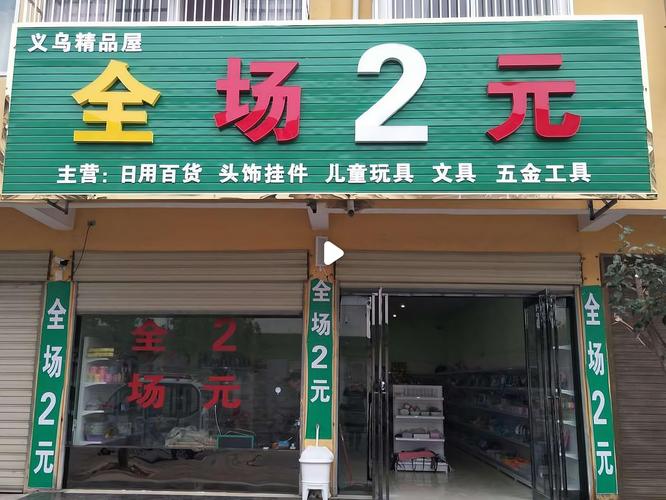 义乌精品屋
全场2元
主营：日用百货 头饰挂件 儿童玩具 文具 五金工具
全场2元
全 2
场 元
全场2元
全场2元